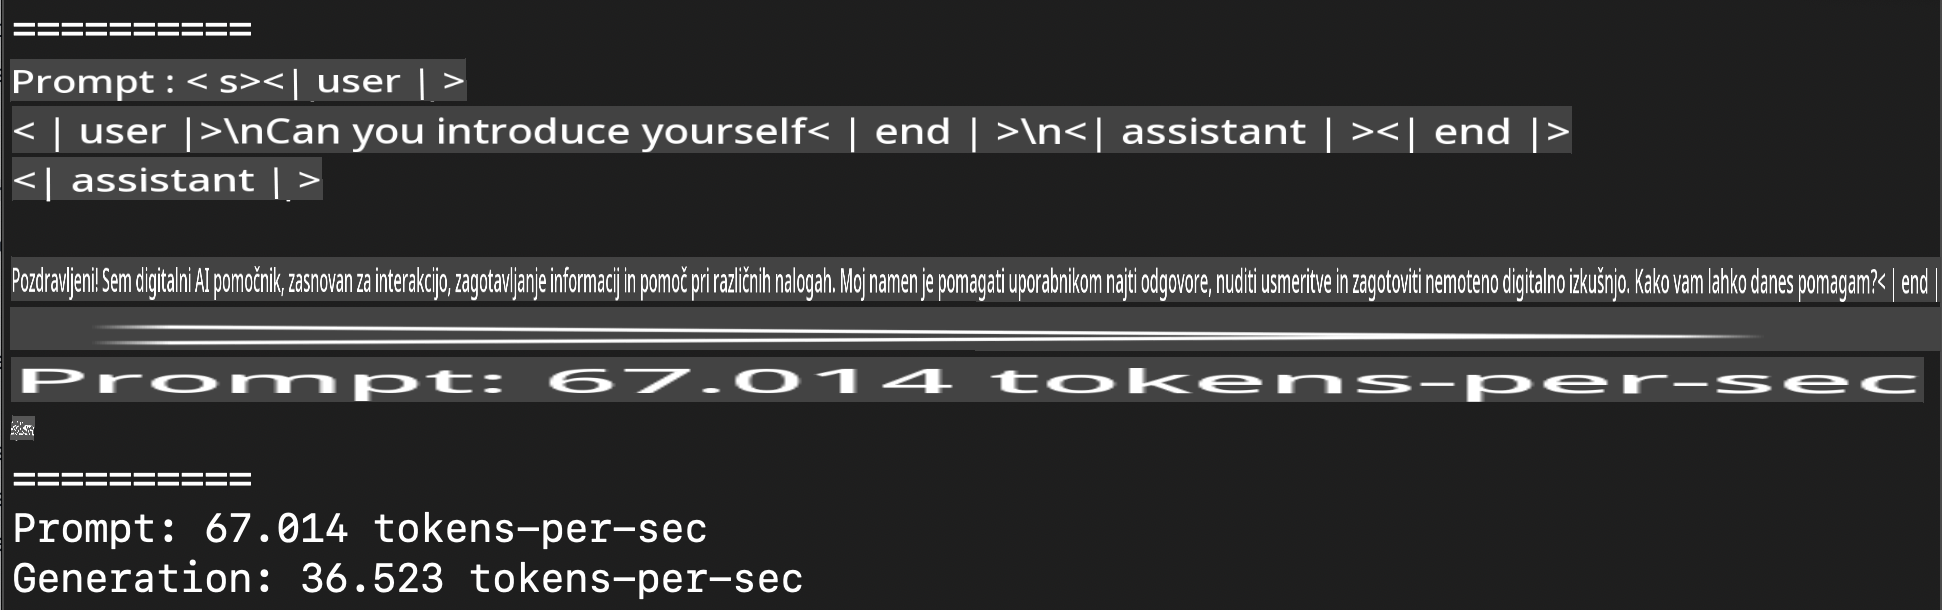 ==========
Prompt : < s><| user | >
< | user |>\nCan you introduce yourself< | end | >\n<| assistant | ><| end |>
<| assistant | >
Pozdravljeni! Sem digitalni AI pomočnik, zasnovan za interakcijo, zagotavljanje informacij in pomoč pri različnih nalogah. Moj namen je pomagati uporabnikom najti odgovore, nuditi usmeritve in zagotoviti nemoteno digitalno izkušnjo. Kako vam lahko danes pomagam?< | end |
Prompt: 67.014 tokens-per-sec
==========
Prompt: 67.014 tokens-per-sec
Generation: 36.523 tokens-per-sec